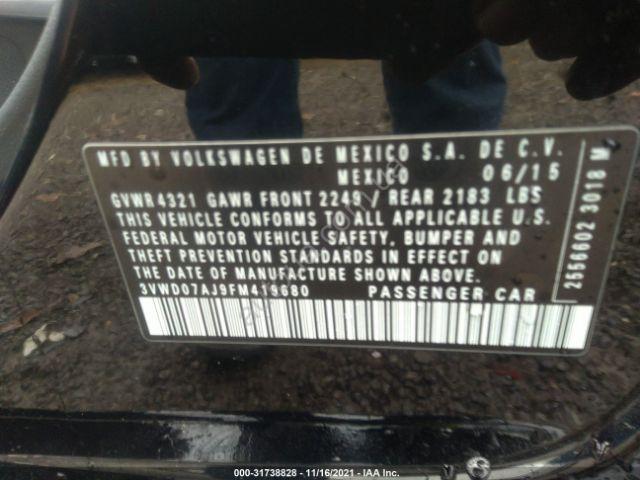 MFD BY VOLKSWAGEN DE MEXICO S.A. DE C.V.
MEXICO 06/15
GVWR 4321 GAWR FRONT 2249 REAR 2183 LBS
THIS VEHICLE CONFORMS TO ALL APPLICABLE U.S.
FEDERAL MOTOR VEHICLE SAFETY, BUMPER AND
THEFT PREVENTION STANDARDS IN EFFECT ON
THE DATE OF MANUFACTURE SHOWN ABOVE.
3VWD07AJ9FM419680 PASSENGER CAR
2556602 3018 M
000-31738828 - 11/16/2021 - IAA Inc.